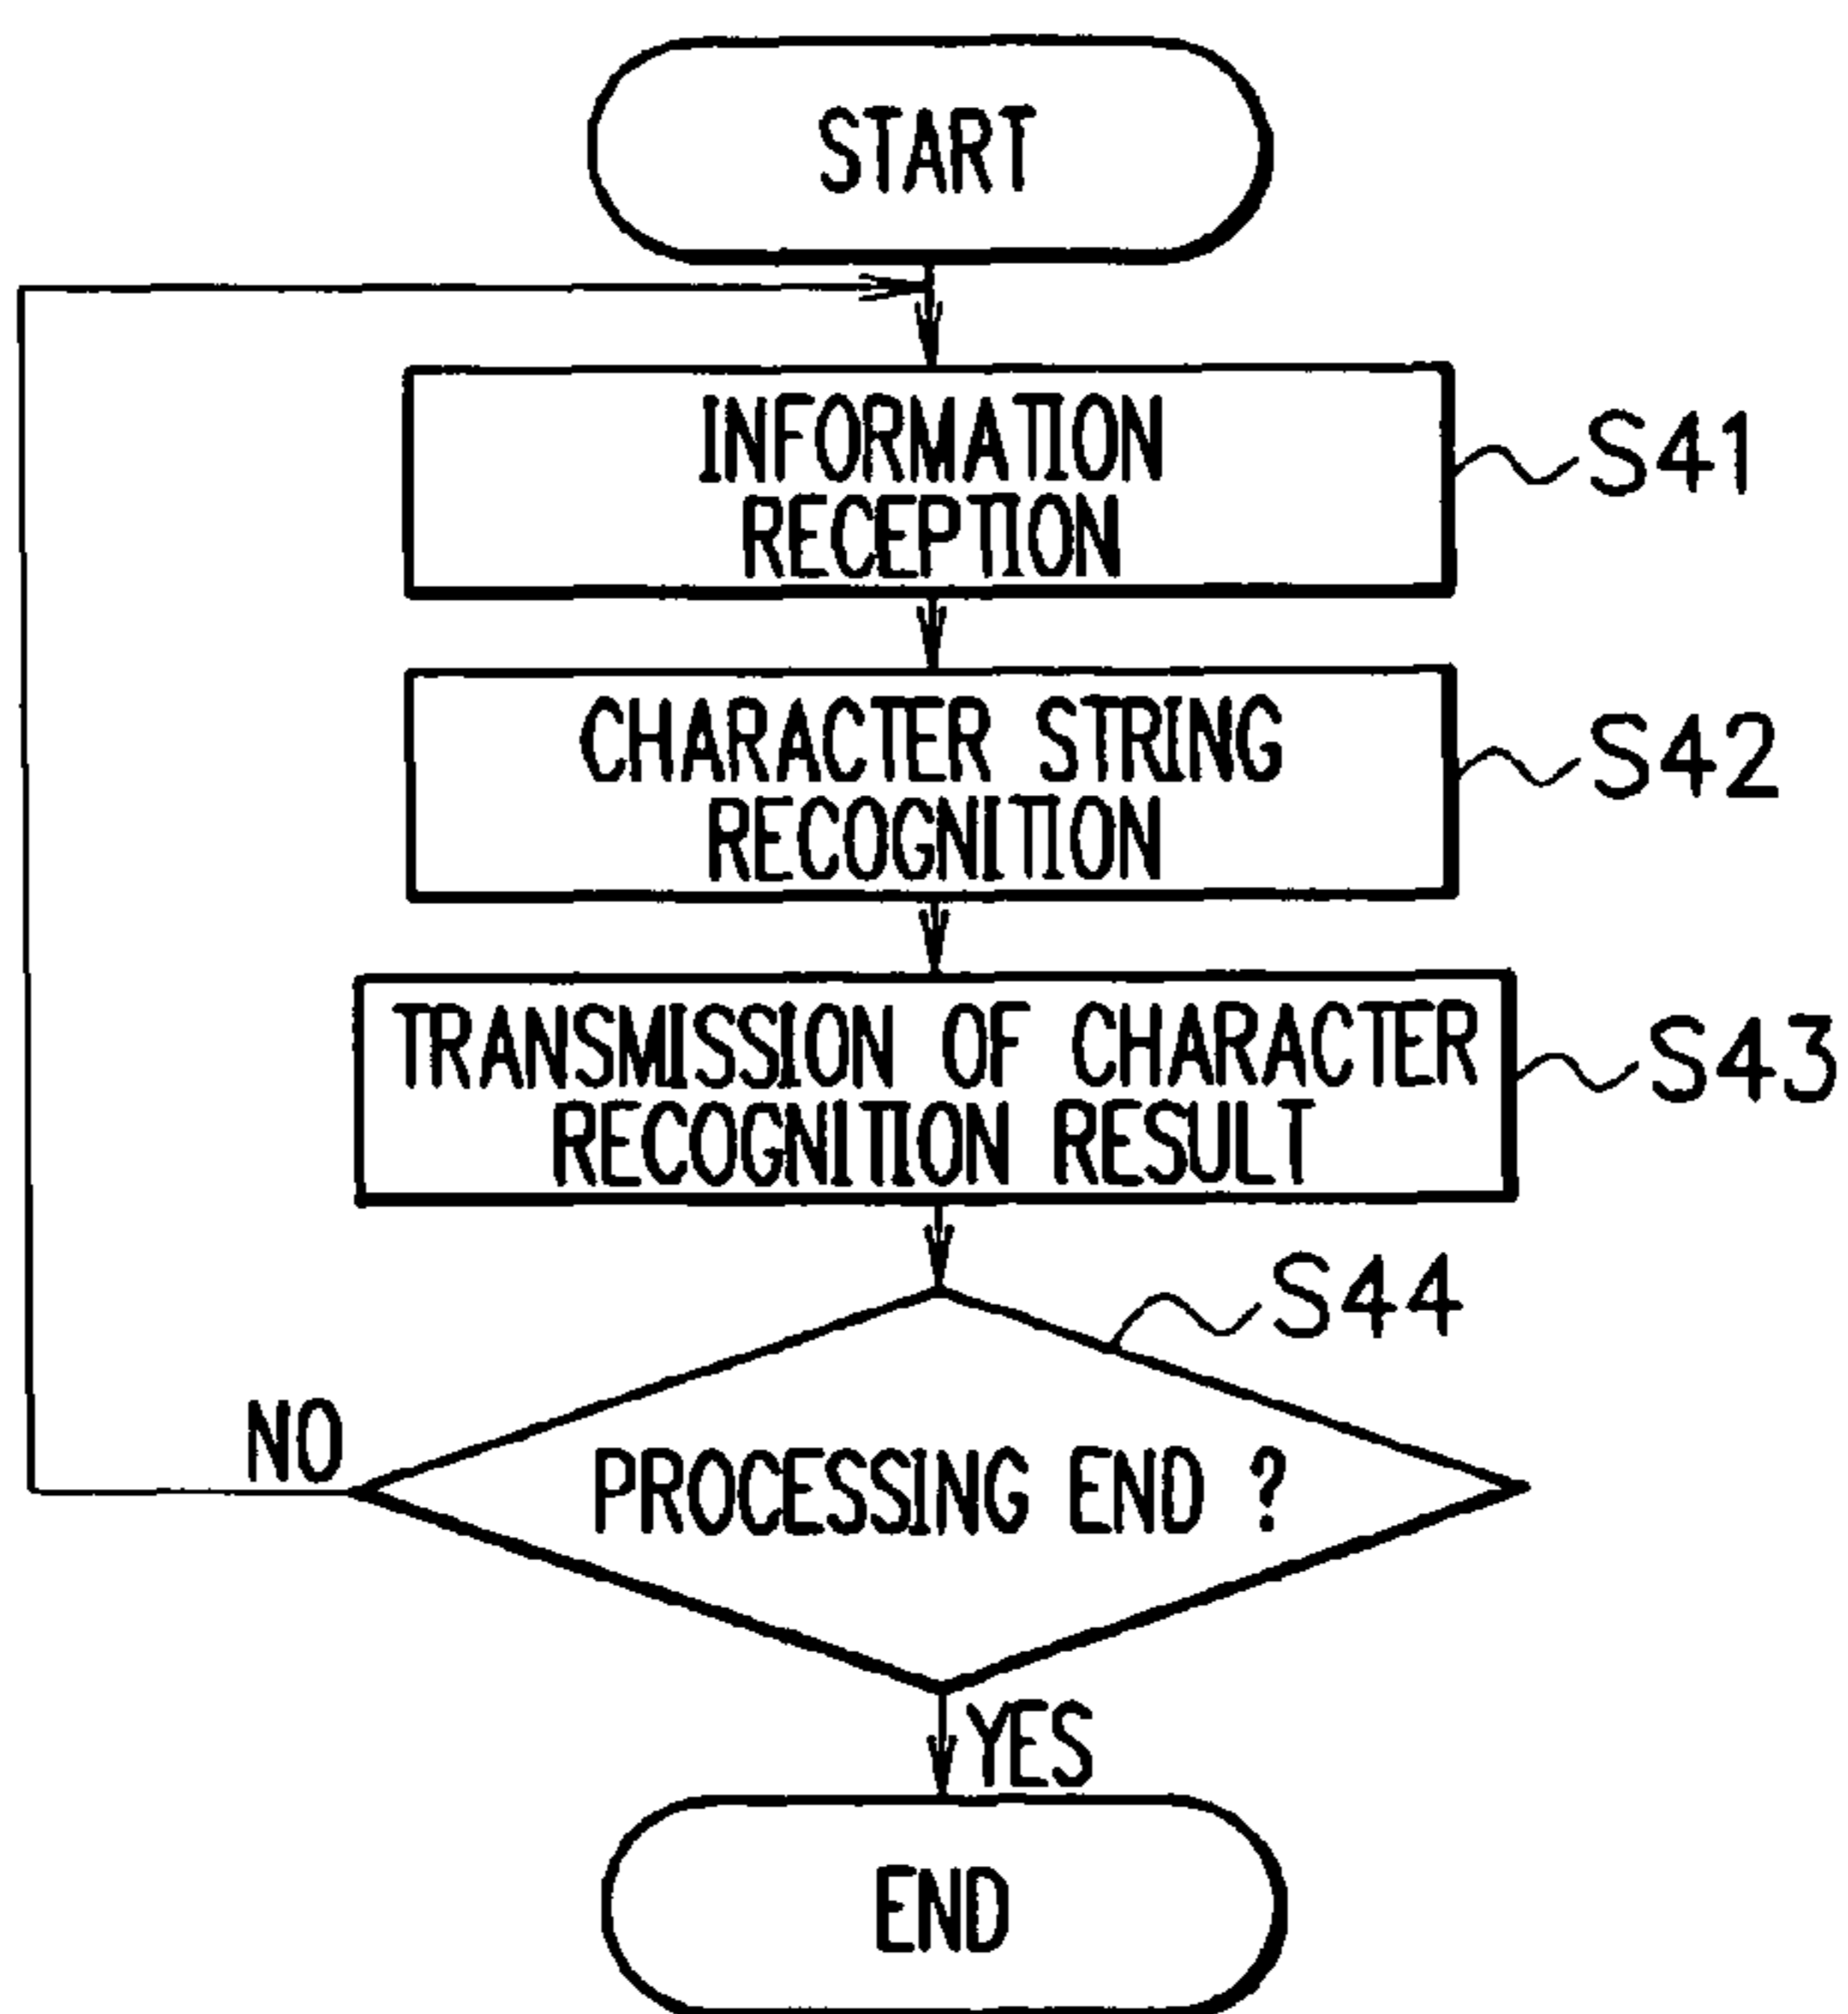 START
INFORMATION
RECEPTION
S41
CHARACTER STRING
RECOGNITION
S42
TRANSMISSION OF CHARACTER
RECOGNITION RESULT
S43
S44
NO
PROCESSING END ?
YES
END